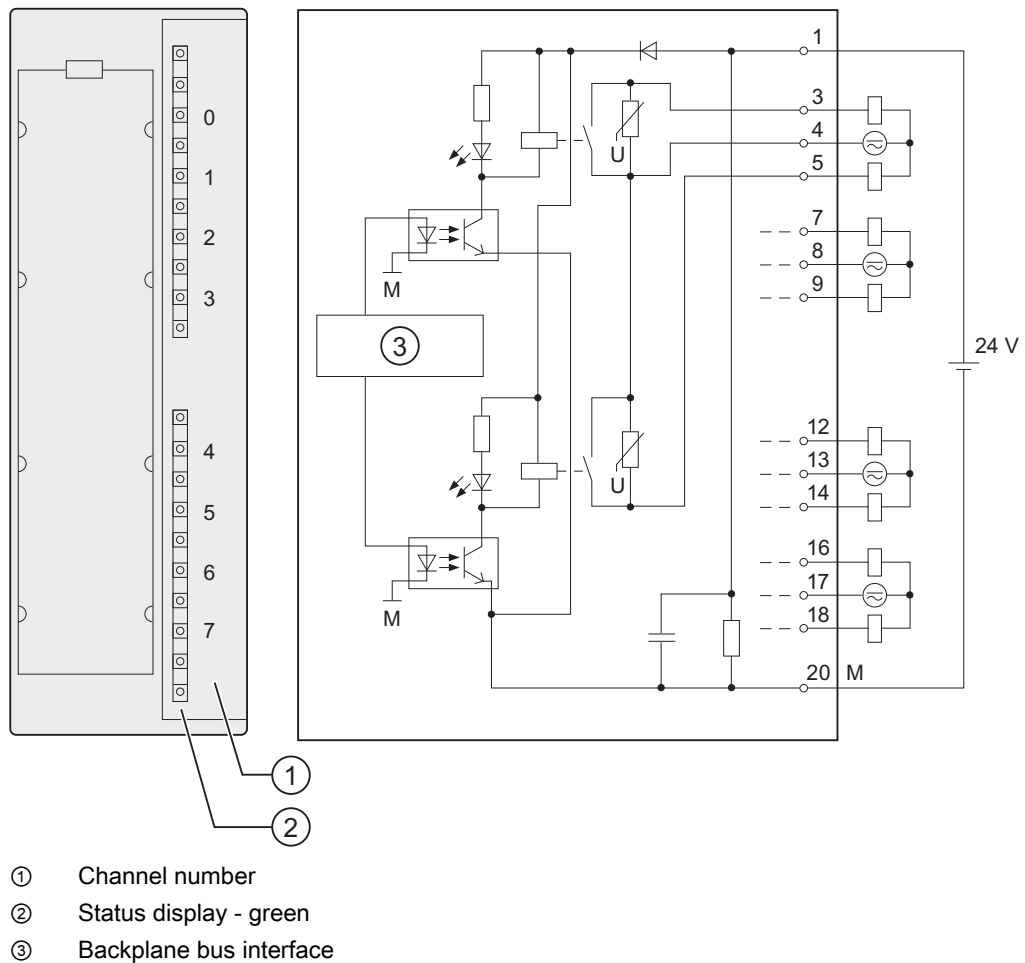 0
1
2
3
4
5
6
7
1
2
1
3
4
5
7
8
9
12
13
14
16
17
18
20 M
24 V
U
M
3
U
M
① Channel number
② Status display - green
③ Backplane bus interface